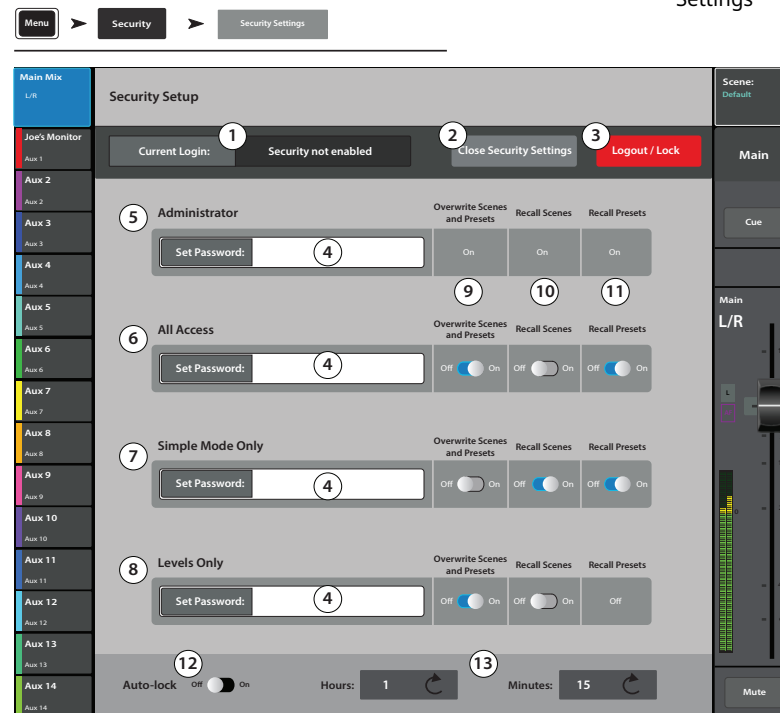 Settings
Menu
Security
Security Settings
Main Mix
L/R
Joe's Monitor
Aux 1
Aux 2
Aux 2
Aux 3
Aux 3
Aux 4
Aux 4
Aux 5
Aux 5
Aux 6
Aux 6
Aux 7
Aux 7
Aux 8
Aux 8
Aux 9
Aux 9
Aux 10
Aux 10
Aux 11
Aux 11
Aux 12
Aux 12
Aux 13
Aux 13
Aux 14
Aux 14
Security Setup
1
2
3
Current Login:
Security not enabled
Close Security Settings
Logout / Lock
5
Administrator
Overwrite Scenes and Presets
Recall Scenes
Recall Presets
Set Password:
4
On
On
On
9
10
11
6
All Access
Overwrite Scenes and Presets
Recall Scenes
Recall Presets
Set Password:
4
Off On
Off On
Off On
7
Simple Mode Only
Overwrite Scenes and Presets
Recall Scenes
Recall Presets
Set Password:
4
Off On
Off On
Off On
8
Levels Only
Overwrite Scenes and Presets
Recall Scenes
Recall Presets
Set Password:
4
Off On
Off On
Off
12
13
Auto-lock
Off On
Hours:
1
Minutes:
15
Scene:
Default
Main
Cue
Main
L/R
L
Mute